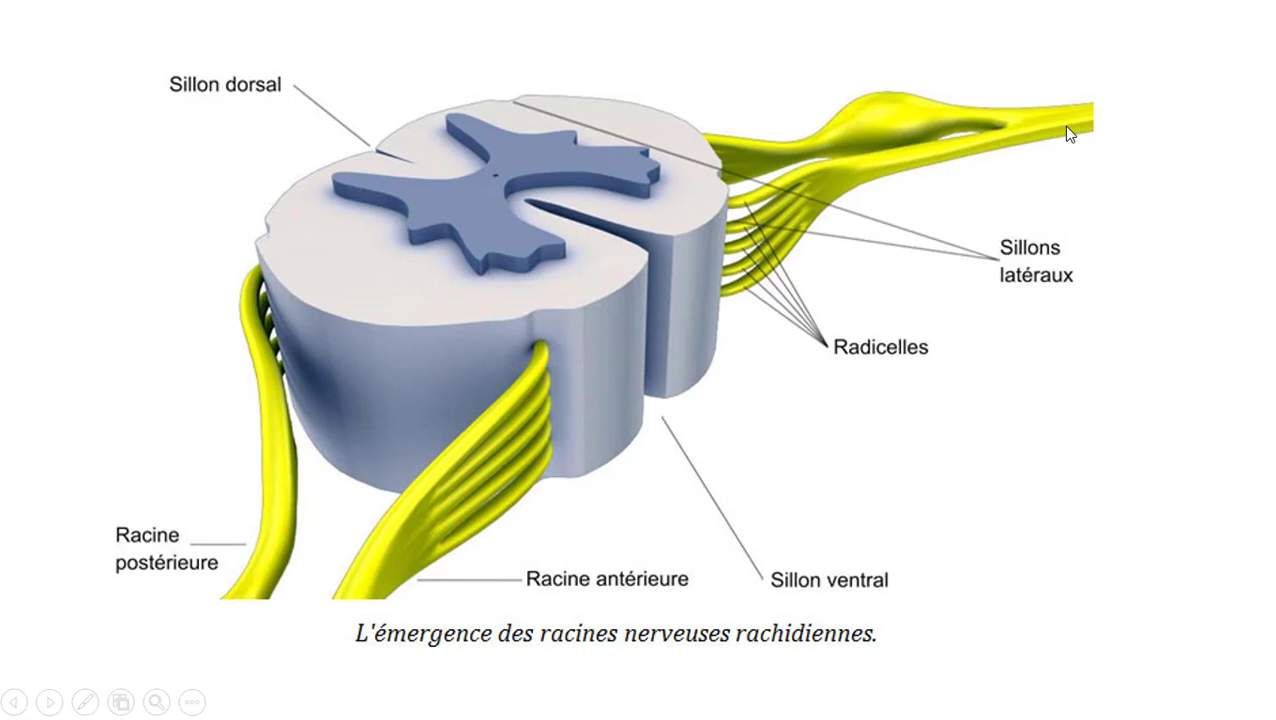 Sillon dorsal
Sillons
latéraux
Radicelles
Racine
postérieure
Racine antérieure
Sillon ventral
L'émergence des racines nerveuses rachidiennes.